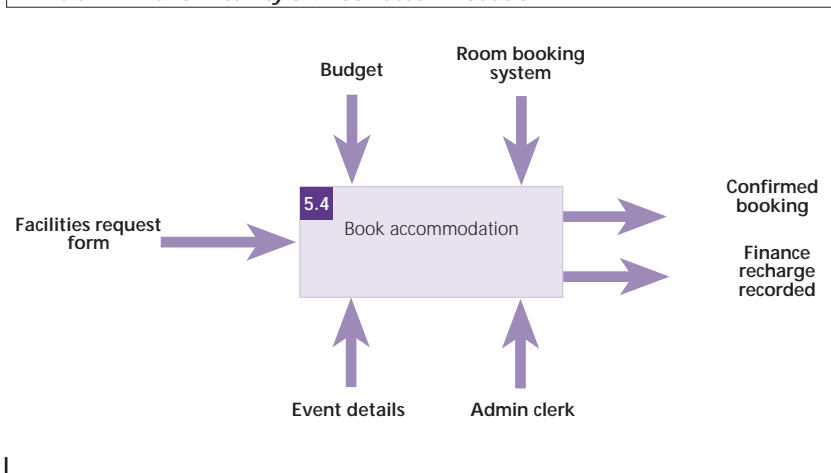 Budget
Room booking
system
5.4
Book accommodation
Facilities request
form
Confirmed
booking
Finance
recharge
recorded
Event details
Admin clerk